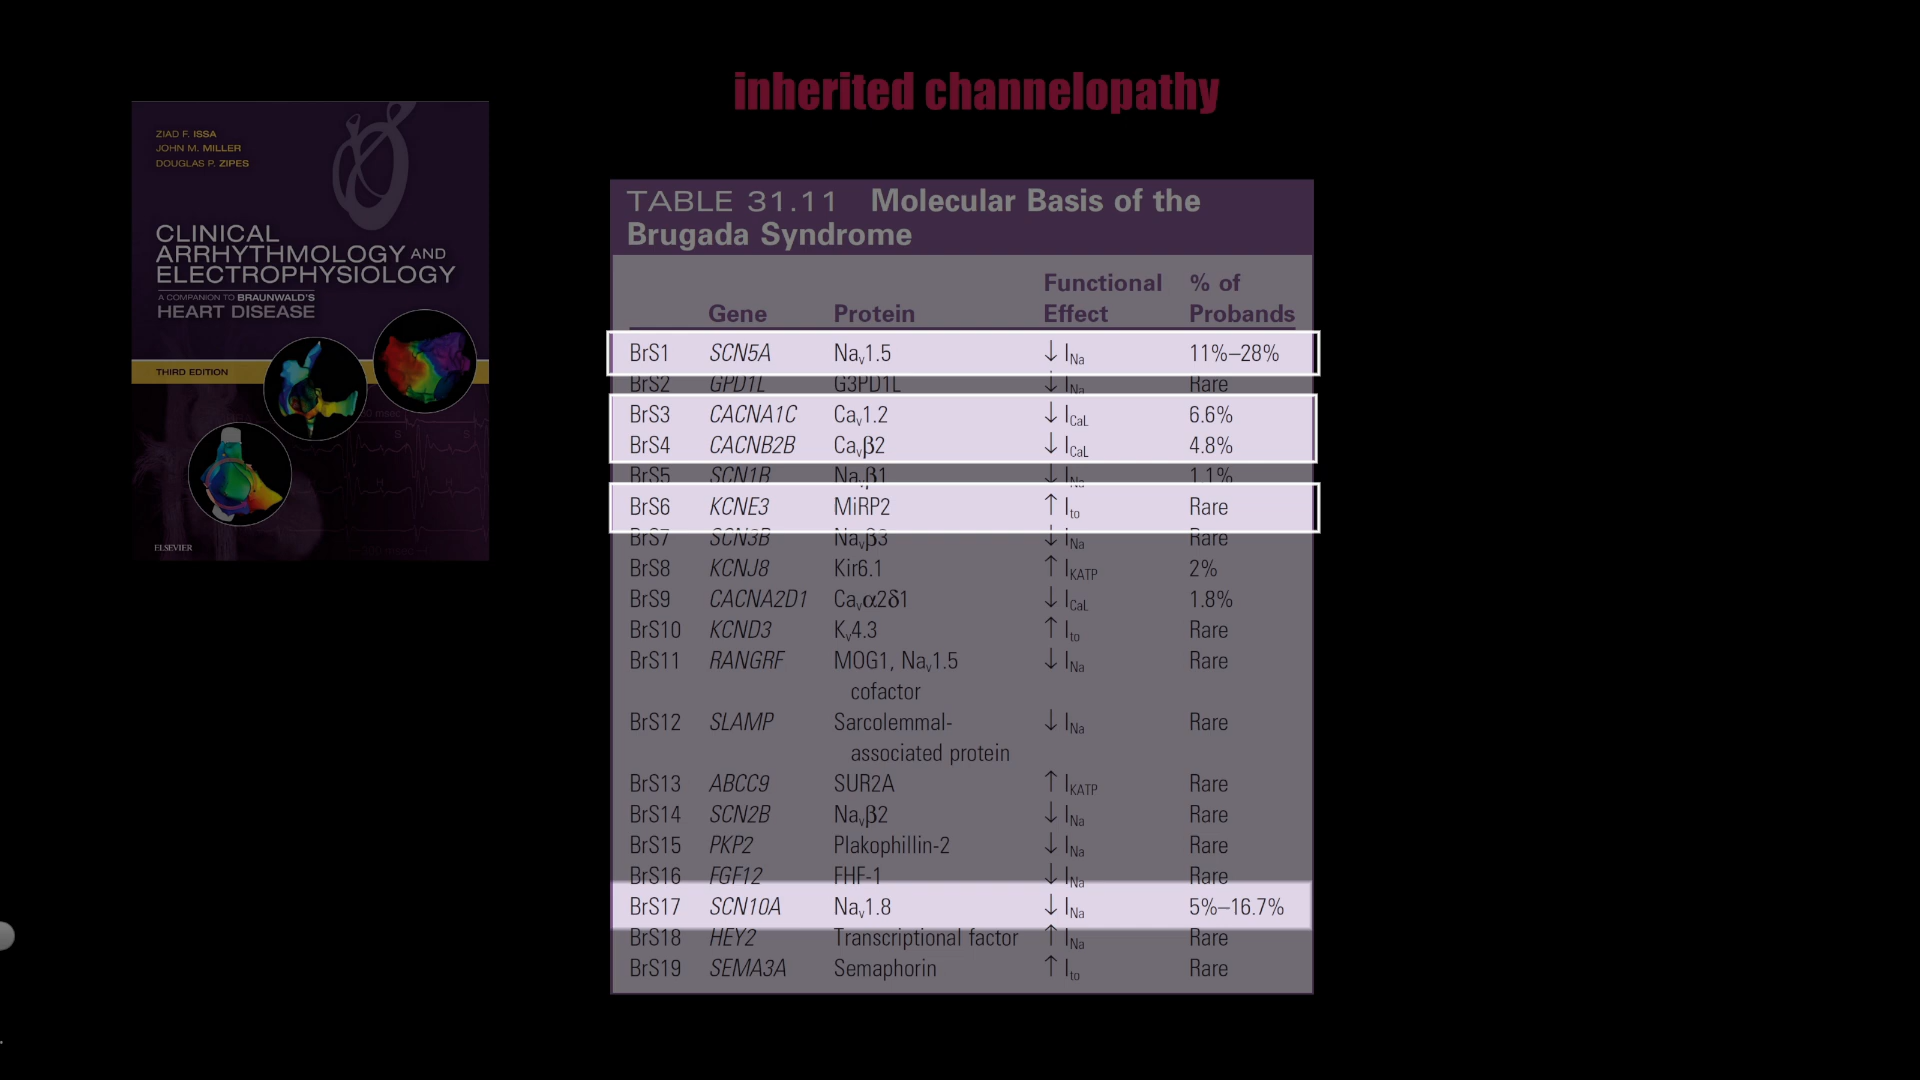 inherited channelopathy
ZIAD F. ISSA
JOHN M. MILLER
DOUGLAS P. ZIPES
CLINICAL
ARRHYTHMOLOGY AND
ELECTROPHYSIOLOGY
A COMPANION TO BRAUNWALD'S
HEART DISEASE
THIRD EDITION
ELSEVIER
TABLE 31.11 Molecular Basis of the
Brugada Syndrome
Functional % of
Gene Protein Effect Probands
BrS1 SCN5A Nav1.5 ↓ INa 11%–28%
BrS2 GPD1L G3PD1L ↓ INa Rare
BrS3 CACNA1C Cav1.2 ↓ ICaL 6.6%
BrS4 CACNB2B Cavβ2 ↓ ICaL 4.8%
BrS5 SCN1B Navβ1 ↓ INa 1.1%
BrS6 KCNE3 MiRP2 ↑ Ito Rare
BrS7 SCN3B Navβ3 ↓ INa Rare
BrS8 KCNJ8 Kir6.1 ↑ IKATP 2%
BrS9 CACNA2D1 Cavα2δ1 ↓ ICaL 1.8%
BrS10 KCND3 Kv4.3 ↑ Ito Rare
BrS11 RANGRF MOG1, Nav1.5 ↓ INa Rare
cofactor
BrS12 SLAMP Sarcolemmal- ↓ INa Rare
associated protein
BrS13 ABCC9 SUR2A ↑ IKATP Rare
BrS14 SCN2B Navβ2 ↓ INa Rare
BrS15 PKP2 Plakophillin-2 ↓ INa Rare
BrS16 FGF12 FHF-1 ↓ INa Rare
BrS17 SCN10A Nav1.8 ↓ INa 5%–16.7%
BrS18 HEY2 Transcriptional factor ↑ INa Rare
BrS19 SEMA3A Semaphorin ↑ Ito Rare